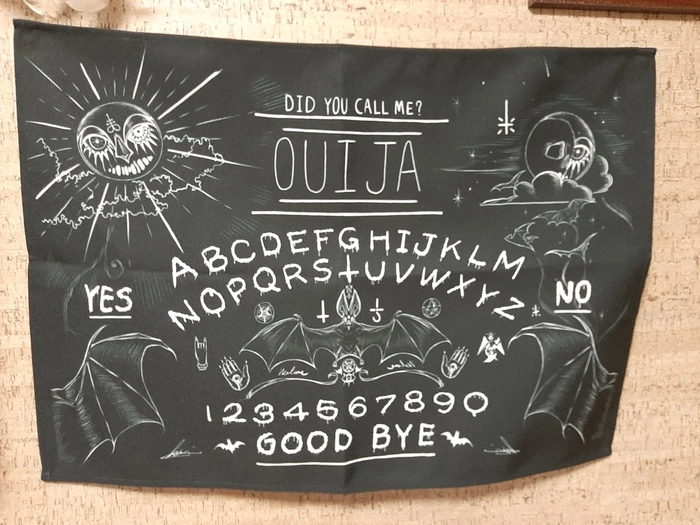 DID YOU CALL ME?
OUIJA
ABCDEFGHIJKLM
NOPQRSTUVWXYZ
YES
NO
1234567890
GOOD BYE